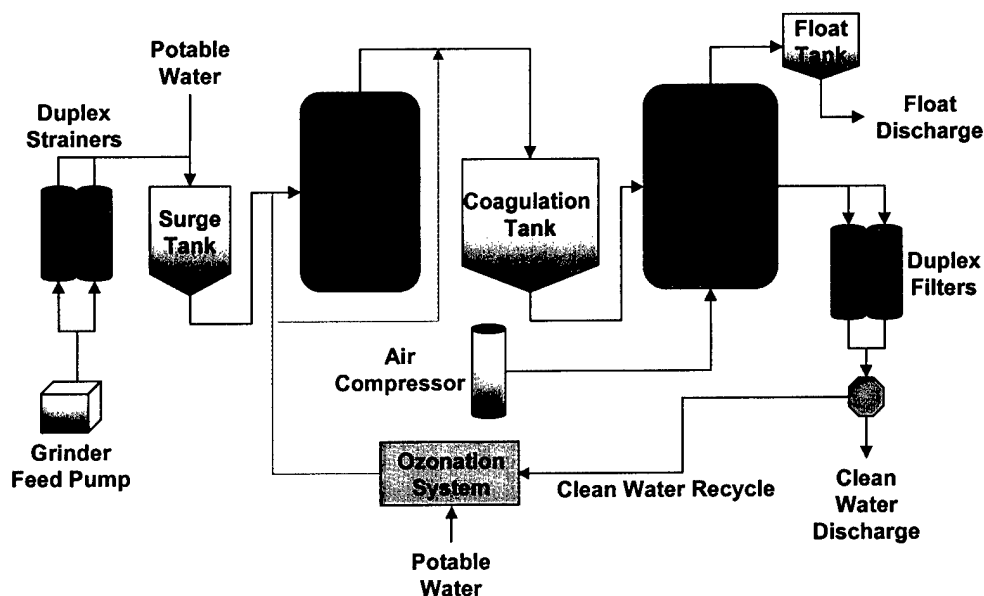 Potable
Water
Duplex
Strainers
Surge
Tank
Grinder
Feed Pump
Coagulation
Tank
Air
Compressor
Ozonation
System
Potable
Water
Clean Water Recycle
Float
Tank
Float
Discharge
Duplex
Filters
Clean
Water
Discharge